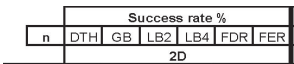 Success rate %
n DTH GB LB2 LB4 FDR FER
2D